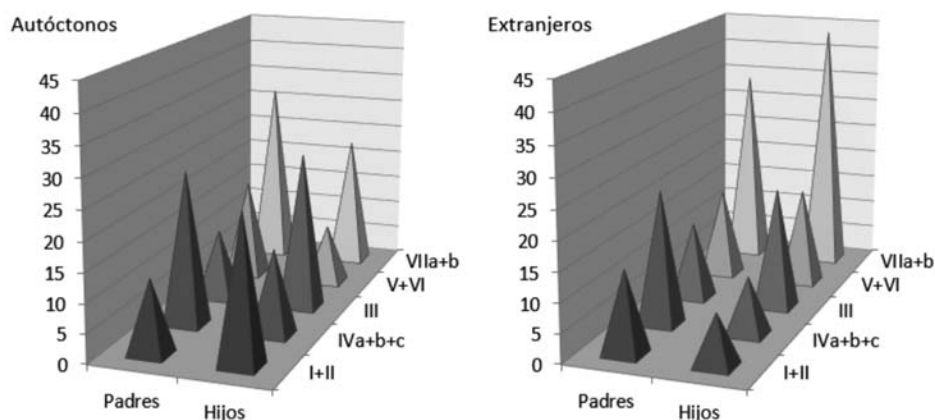 Autóctonos
45
40
35
30
25
20
15
10
5
0
Padres
Hijos
I+II
IVa+b+c
III
V+VI
VIIa+b
Extranjeros
45
40
35
30
25
20
15
10
5
0
Padres
Hijos
I+II
IVa+b+c
III
V+VI
VIIa+b